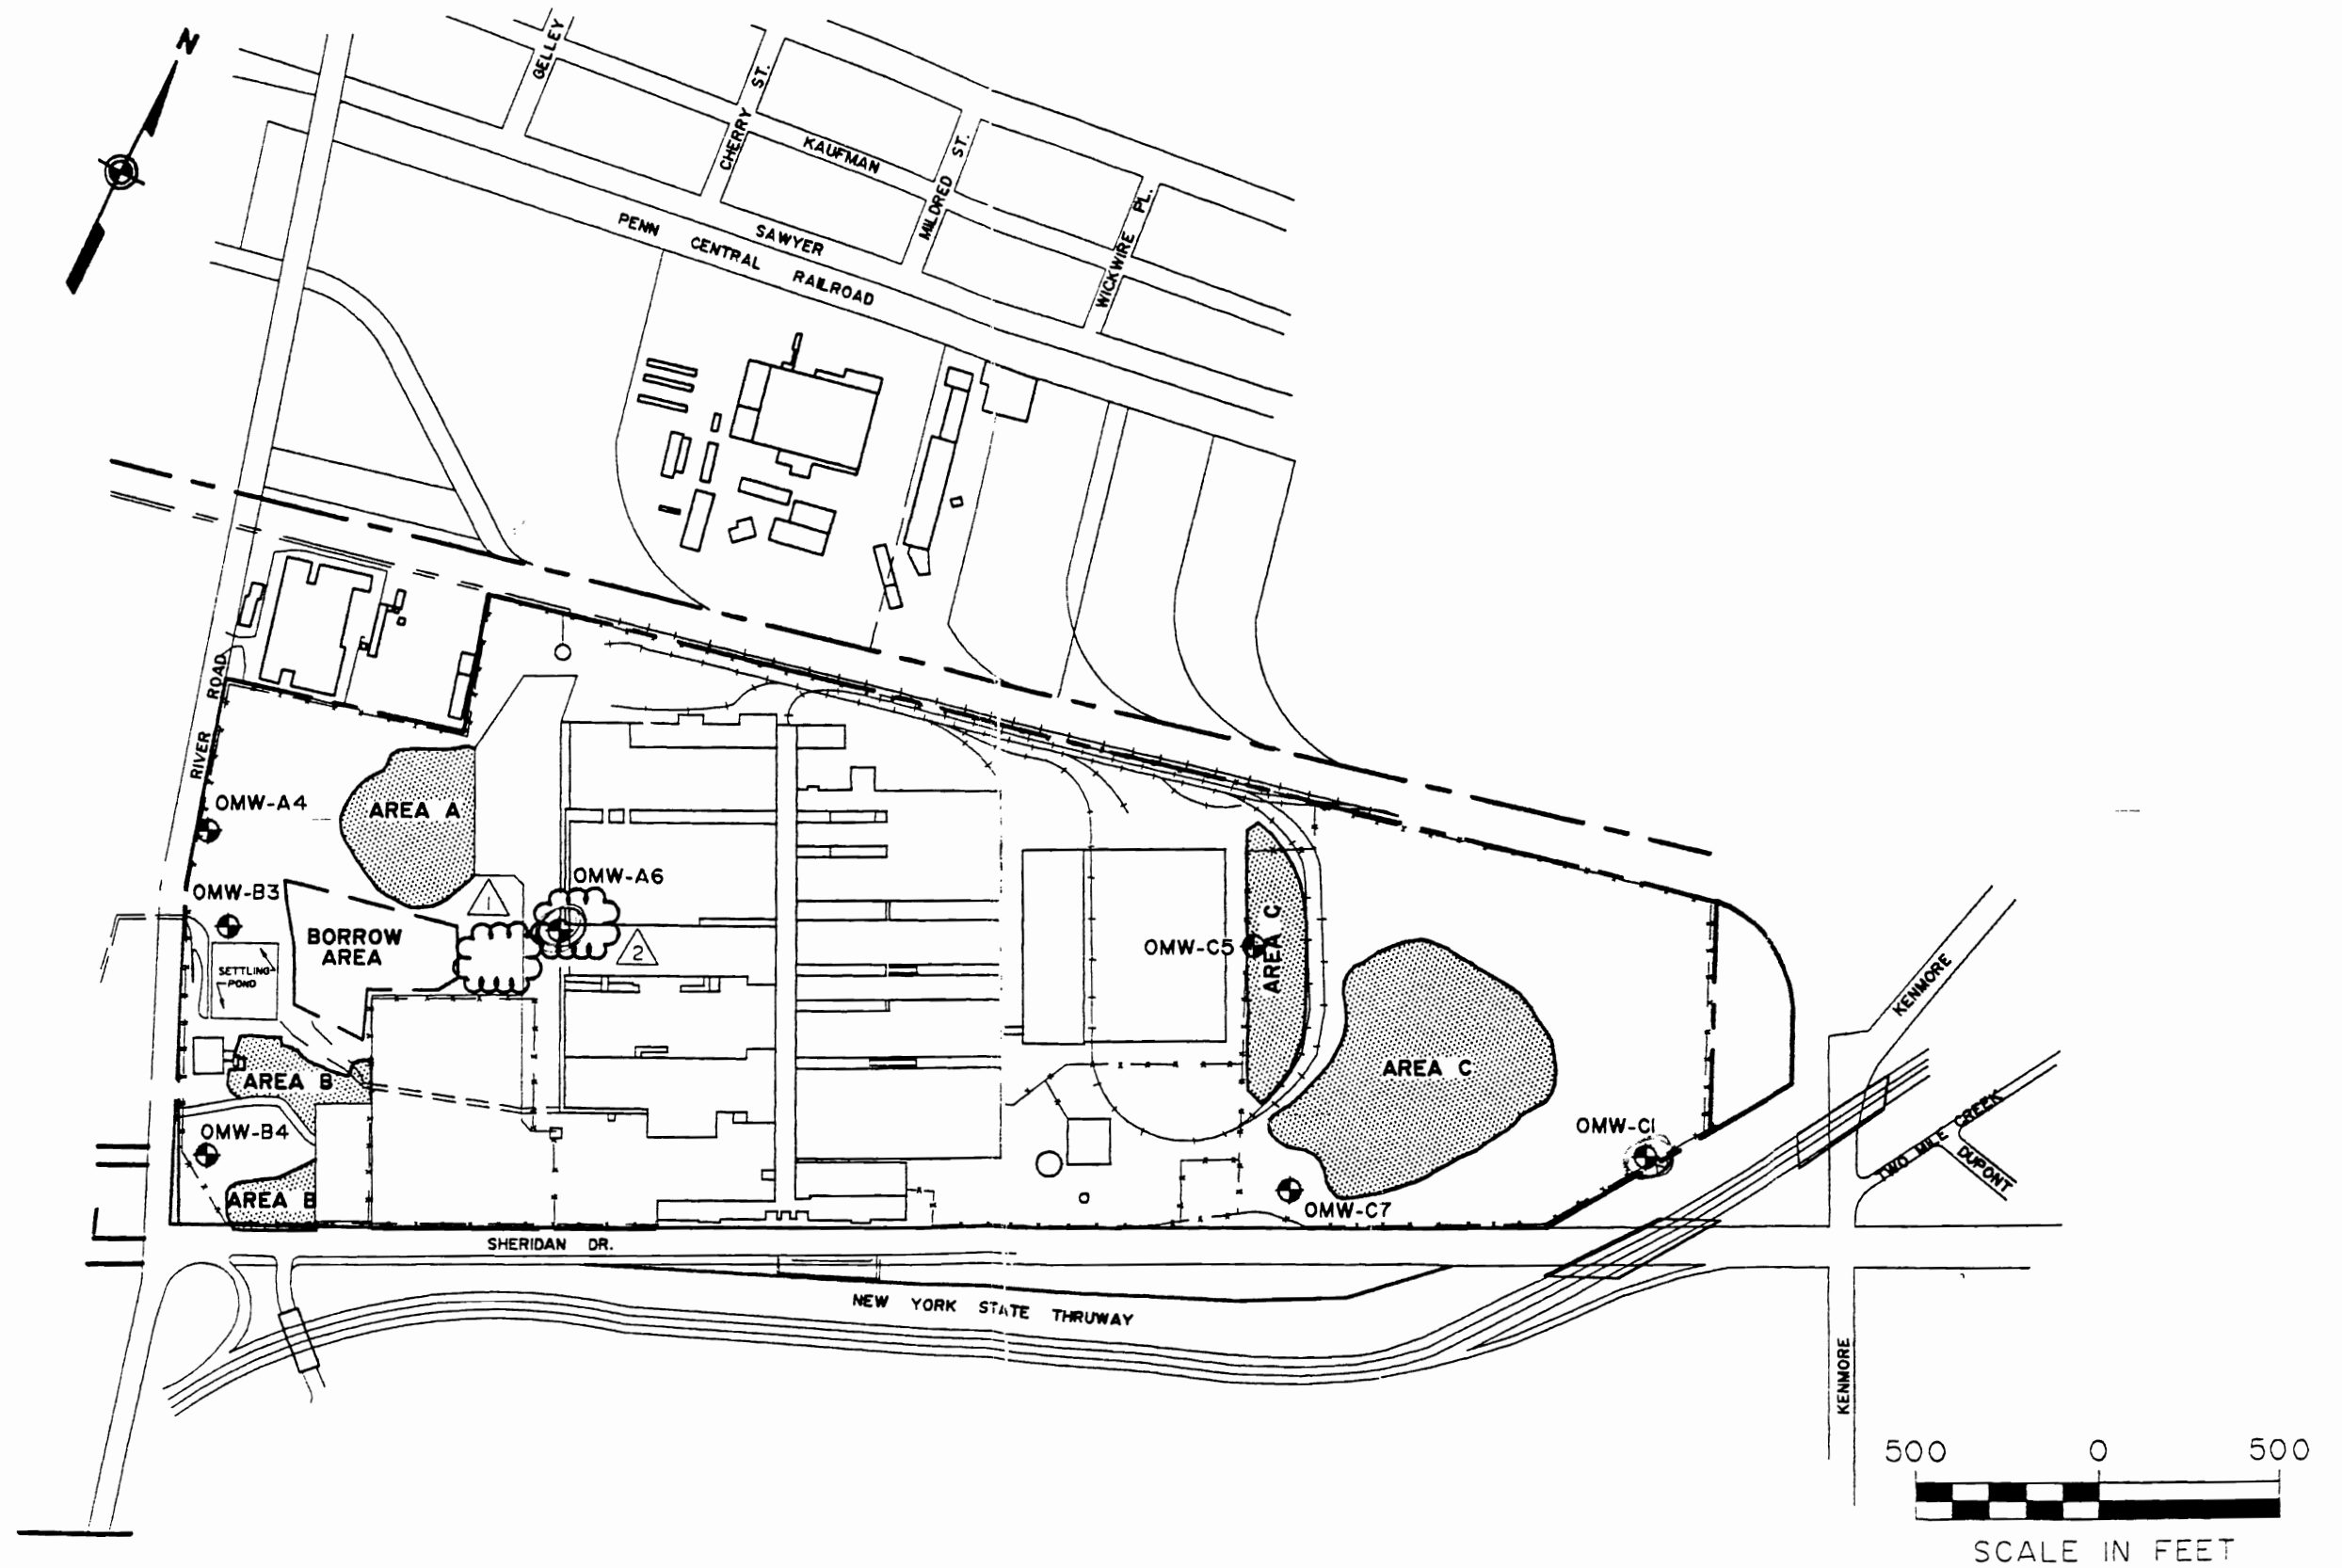 N
GELLEY
CHERRY ST.
KAUFMAN
MILDRED ST.
WICKWIRE PL.
SAWYER
PENN CENTRAL RAILROAD
RIVER ROAD
AREA A
OMW-A4
OMW-A6
OMW-B3
1
BORROW
AREA
2
SETTLING
POND
OMW-C5
AREA C
AREA C
AREA B
OMW-B4
AREA B
OMW-C1
OMW-C7
KENMORE
TWO MILE CREEK
DUPONT
SHERIDAN DR.
NEW YORK STATE THRUWAY
KENMORE
500 0 500
SCALE IN FEET